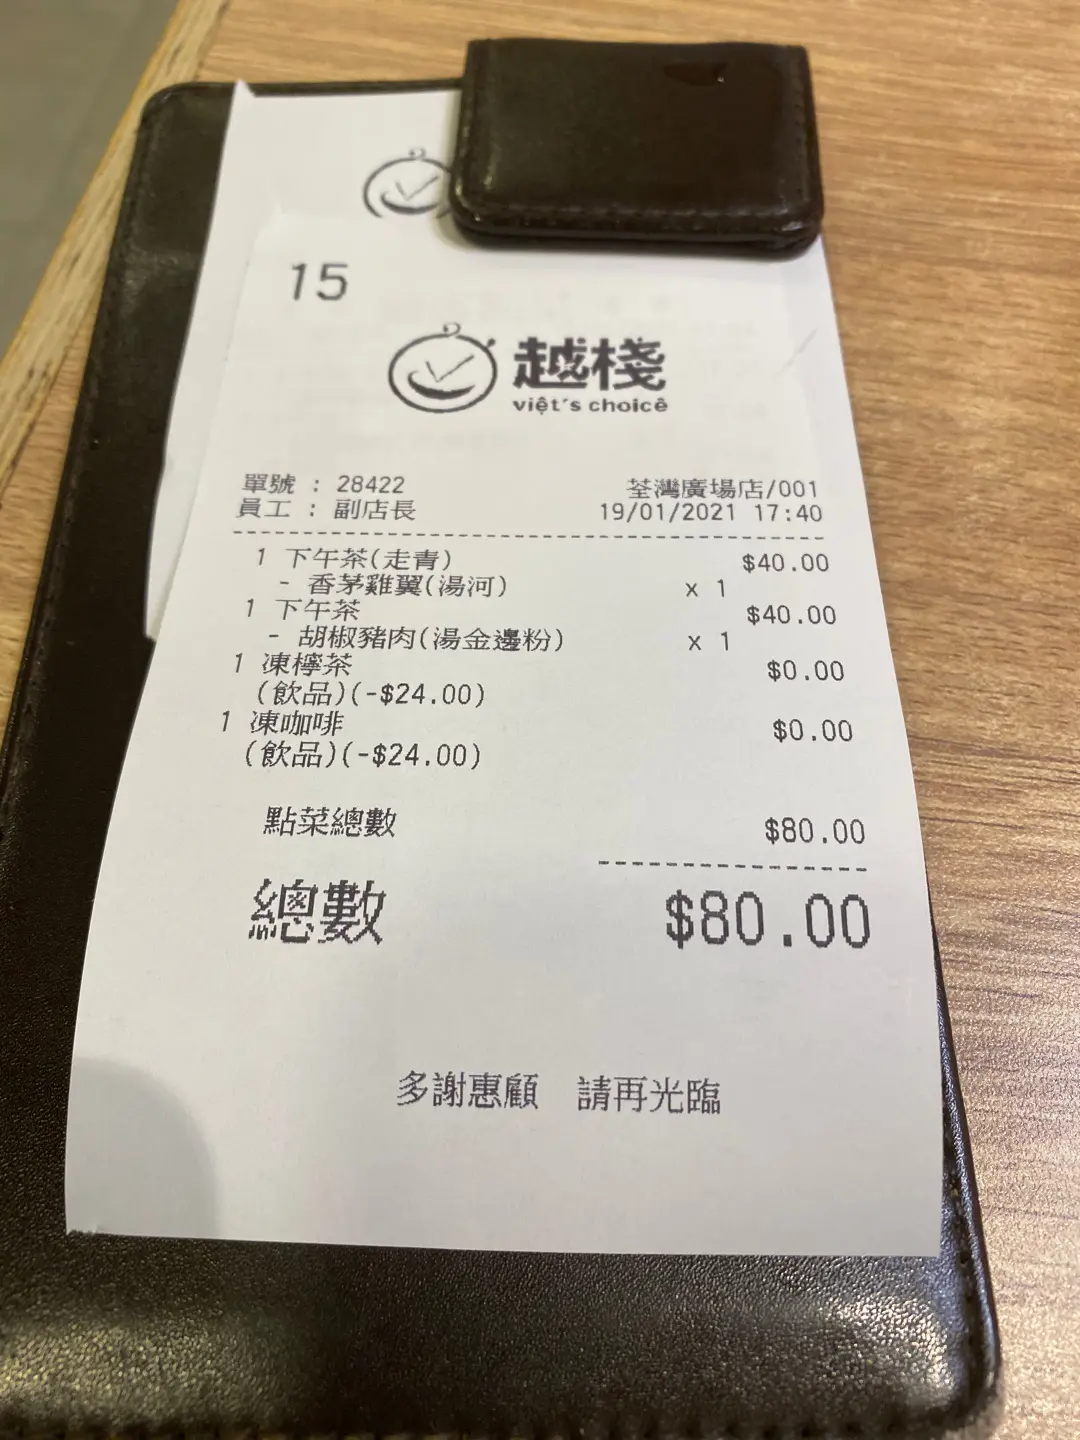 15
越棧
việt's choicê
單號 : 28422 荃灣廣場店/001
員工 : 副店長 19/01/2021 17:40
1 下午茶(走青) $40.00
- 香茅雞翼(湯河) x 1
1 下午茶 $40.00
- 胡椒豬肉(湯金邊粉) x 1
1 凍檸茶 $0.00
(飲品)(-$24.00)
1 凍咖啡 $0.00
(飲品)(-$24.00)
點菜總數 $80.00
總數 $80.00
多謝惠顧 請再光臨